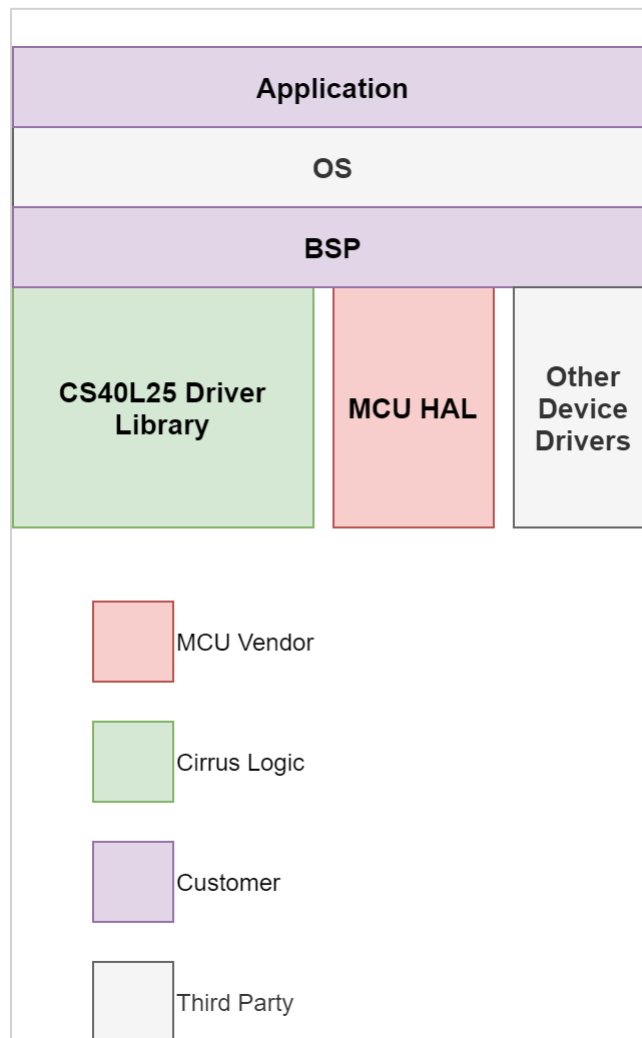 Application
OS
BSP
CS40L25 Driver
Library
MCU HAL
Other
Device
Drivers
MCU Vendor
Cirrus Logic
Customer
Third Party